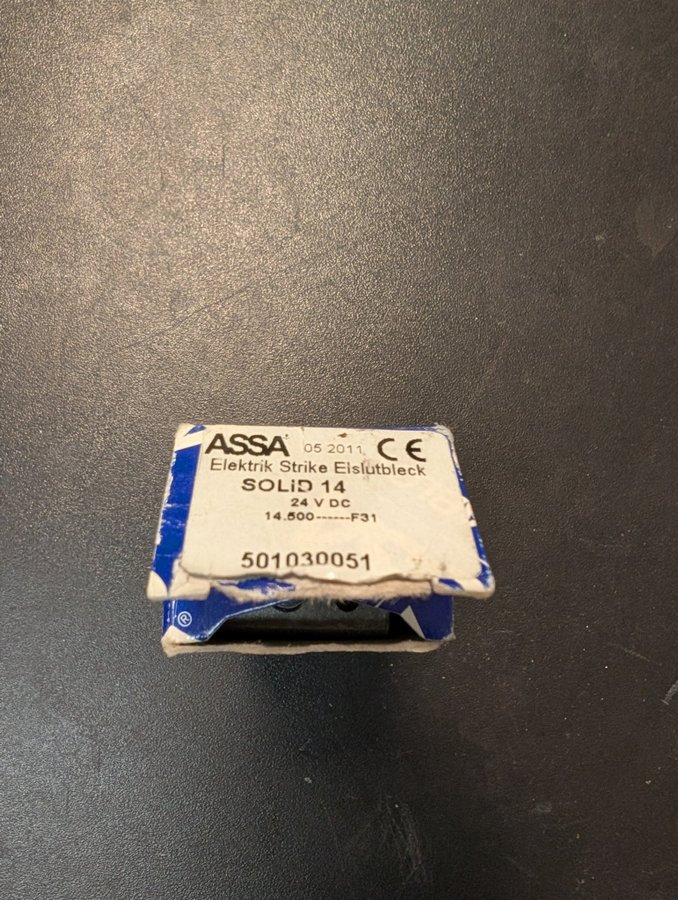 ASSA 05 2011 CE
Elektrik Strike Elslutbleck
SOLiD 14
24 V DC
14.500------F31
501030051
®